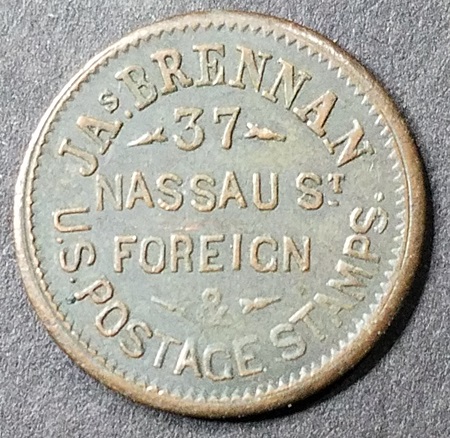 JAS. BRENNAN
37
NASSAU ST
FOREIGN
&
U.S. POSTAGE STAMPS.